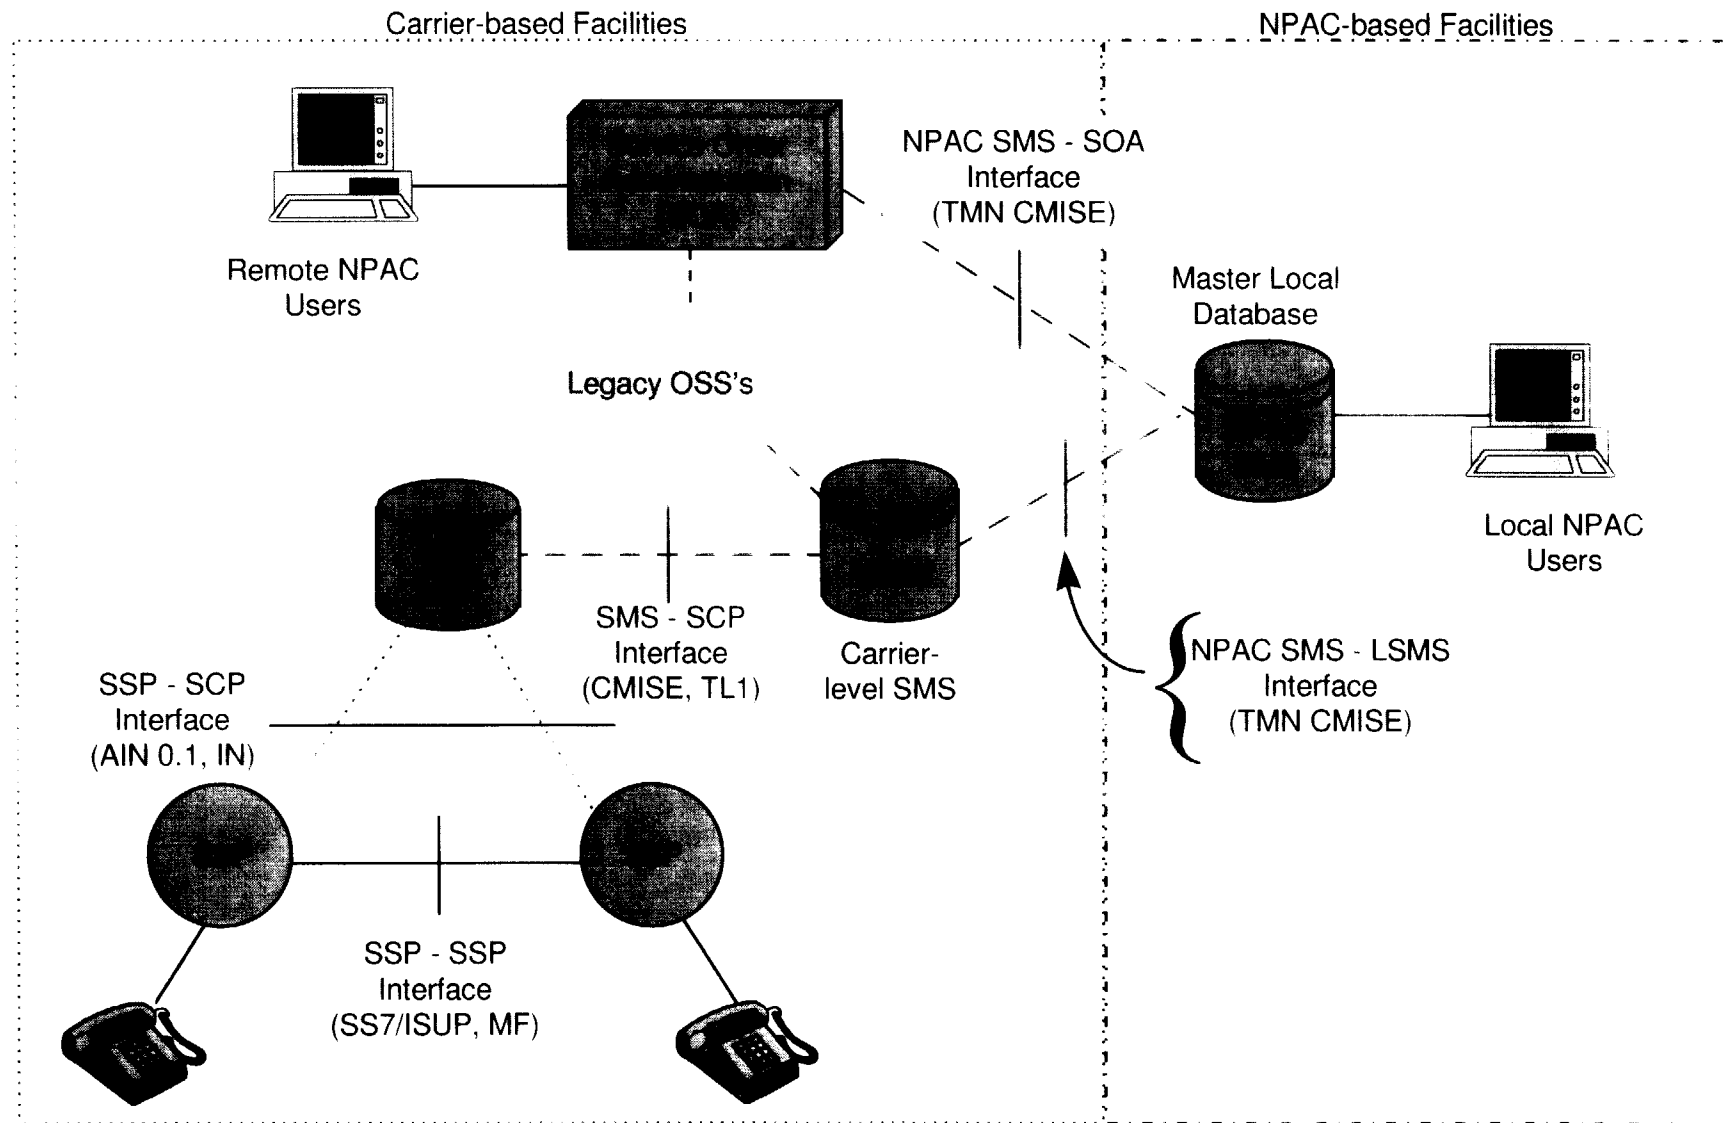 Carrier-based Facilities
NPAC-based Facilities
NPAC SMS - SOA
Interface
(TMN CMISE)
Remote NPAC
Users
Master Local
Database
Legacy OSS's
Local NPAC
Users
SMS - SCP
Interface
(CMISE, TL1)
Carrier-
level SMS
NPAC SMS - LSMS
Interface
(TMN CMISE)
SSP - SCP
Interface
(AIN 0.1, IN)
SSP - SSP
Interface
(SS7/ISUP, MF)